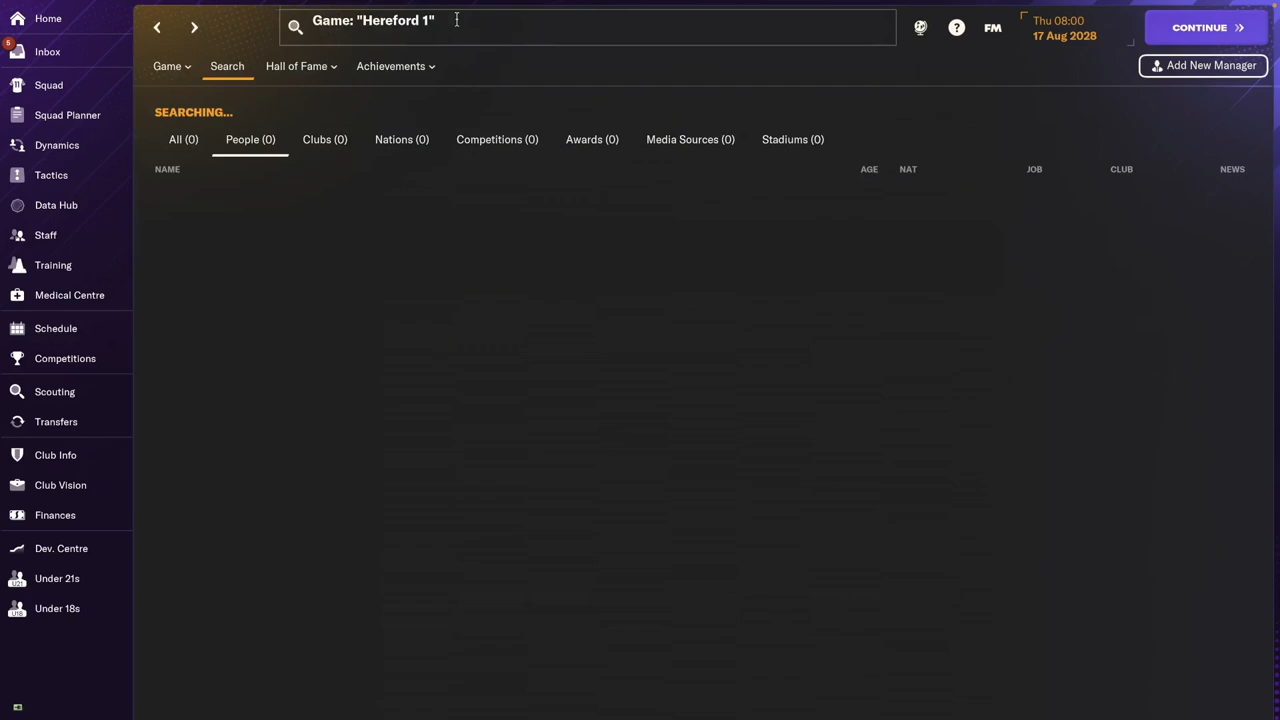 Home
5
Inbox
Squad
Squad Planner
Dynamics
Tactics
Data Hub
Staff
Training
Medical Centre
Schedule
Competitions
Scouting
Transfers
Club Info
Club Vision
Finances
Dev. Centre
U21
Under 21s
U18
Under 18s
Game: "Hereford 1"
?
FM
Thu 08:00
17 Aug 2028
CONTINUE
Game
Search
Hall of Fame
Achievements
Add New Manager
SEARCHING...
All (0)
People (0)
Clubs (0)
Nations (0)
Competitions (0)
Awards (0)
Media Sources (0)
Stadiums (0)
NAME
AGE
NAT
JOB
CLUB
NEWS